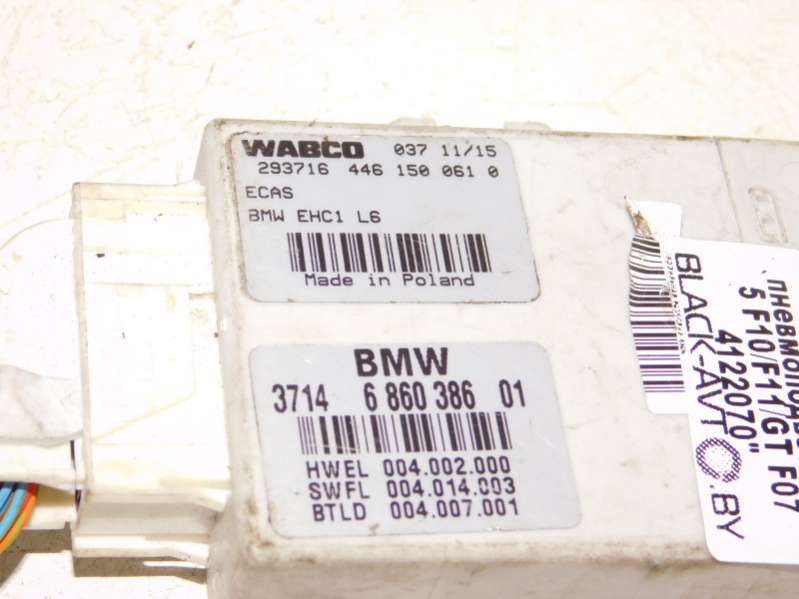 WABCO 037 11/15
293716 446 150 061 0
ECAS
BMW EHC1 L6
Made in Poland
BMW
3714 6 860 386 01
HWEL 004.002.000
SWFL 004.014.003
BTLD 004.007.001
5 F10/F11/GT F07
4122070"
BLACK-AVTO.BY